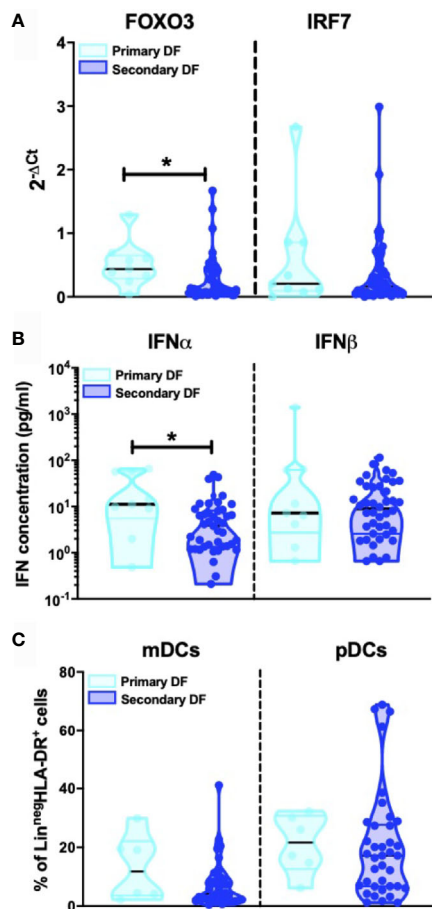 A
FOXO3 IRF7
Primary DF
Secondary DF
2-ΔCt
4
3
2
1
0
*
B
IFNα IFNβ
Primary DF
Secondary DF
IFN concentration (pg/ml)
10⁴
10³
10²
10¹
10⁰
10⁻¹
*
C
mDCs pDCs
Primary DF
Secondary DF
% of LinⁿᵉᵍHLA-DR⁺ cells
80
60
40
20
0